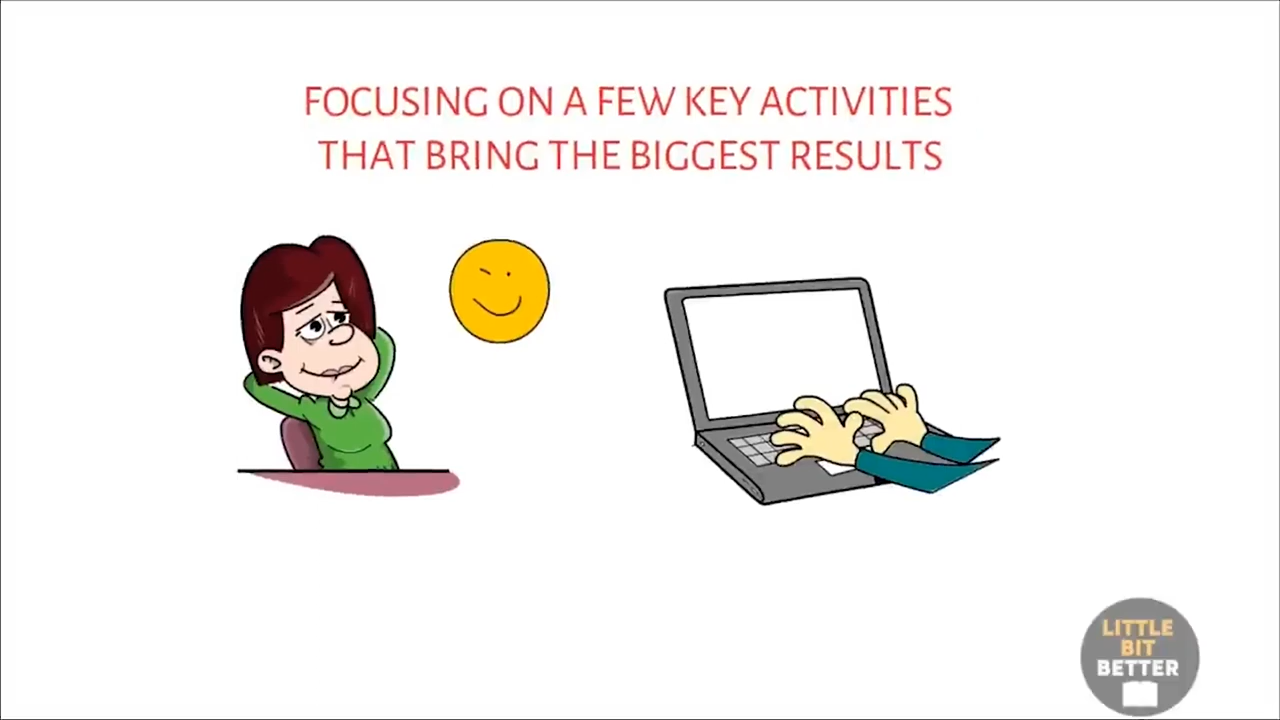 FOCUSING ON A FEW KEY ACTIVITIES
THAT BRING THE BIGGEST RESULTS
LITTLE
BIT
BETTER